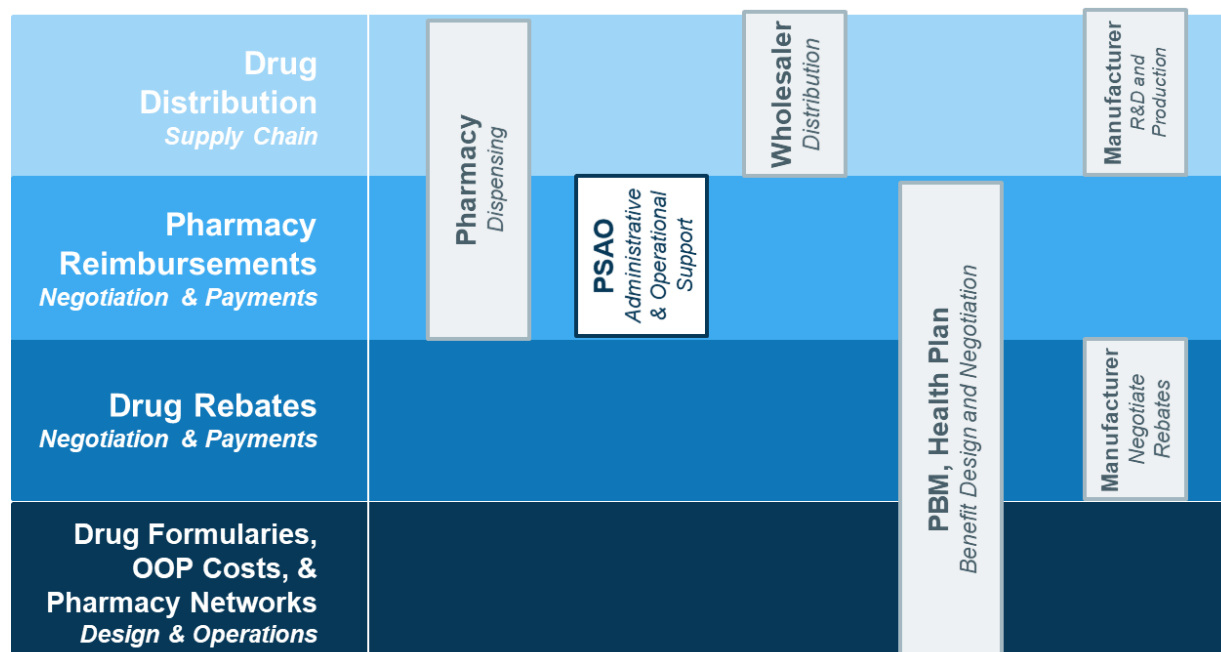 Drug
Distribution
Supply Chain
Pharmacy
Reimbursements
Negotiation & Payments
Drug Rebates
Negotiation & Payments
Drug Formularies,
OOP Costs, &
Pharmacy Networks
Design & Operations
Pharmacy
Dispensing
PSAO
Administrative
& Operational
Support
Wholesaler
Distribution
PBM, Health Plan
Benefit Design and Negotiation
Manufacturer
R&D and
Production
Manufacturer
Negotiate
Rebates